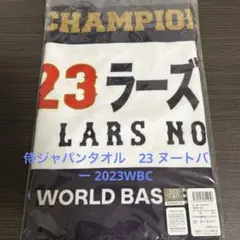 CHAMPIO
23 ラーズ
LARS NO
侍ジャパンタオル 23 ヌートバ
ー 2023WBC
WORLD BAS